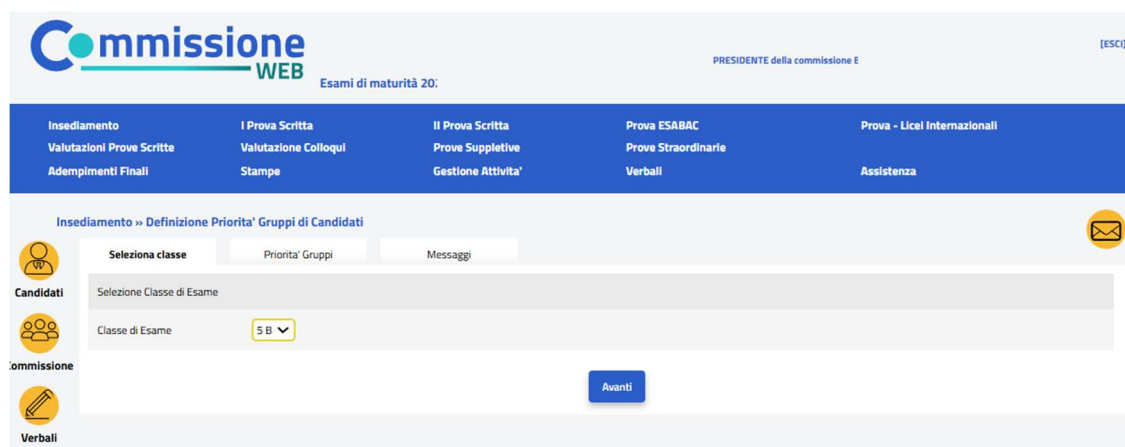 Commissione
WEB
Esami di maturità 202
PRESIDENTE della commissione E
[ESCI]
Insediamento I Prova Scritta II Prova Scritta Prova ESABAC Prova - Licei Internazionali
Valutazioni Prove Scritte Valutazione Colloqui Prove Suppletive Prove Straordinarie
Adempimenti Finali Stampe Gestione Attivita' Verbali Assistenza
Insediamento » Definizione Priorita' Gruppi di Candidati
Seleziona classe Priorita' Gruppi Messaggi
Candidati
Selezione Classe di Esame
Classe di Esame 5 B
Commissione
Avanti
Verbali